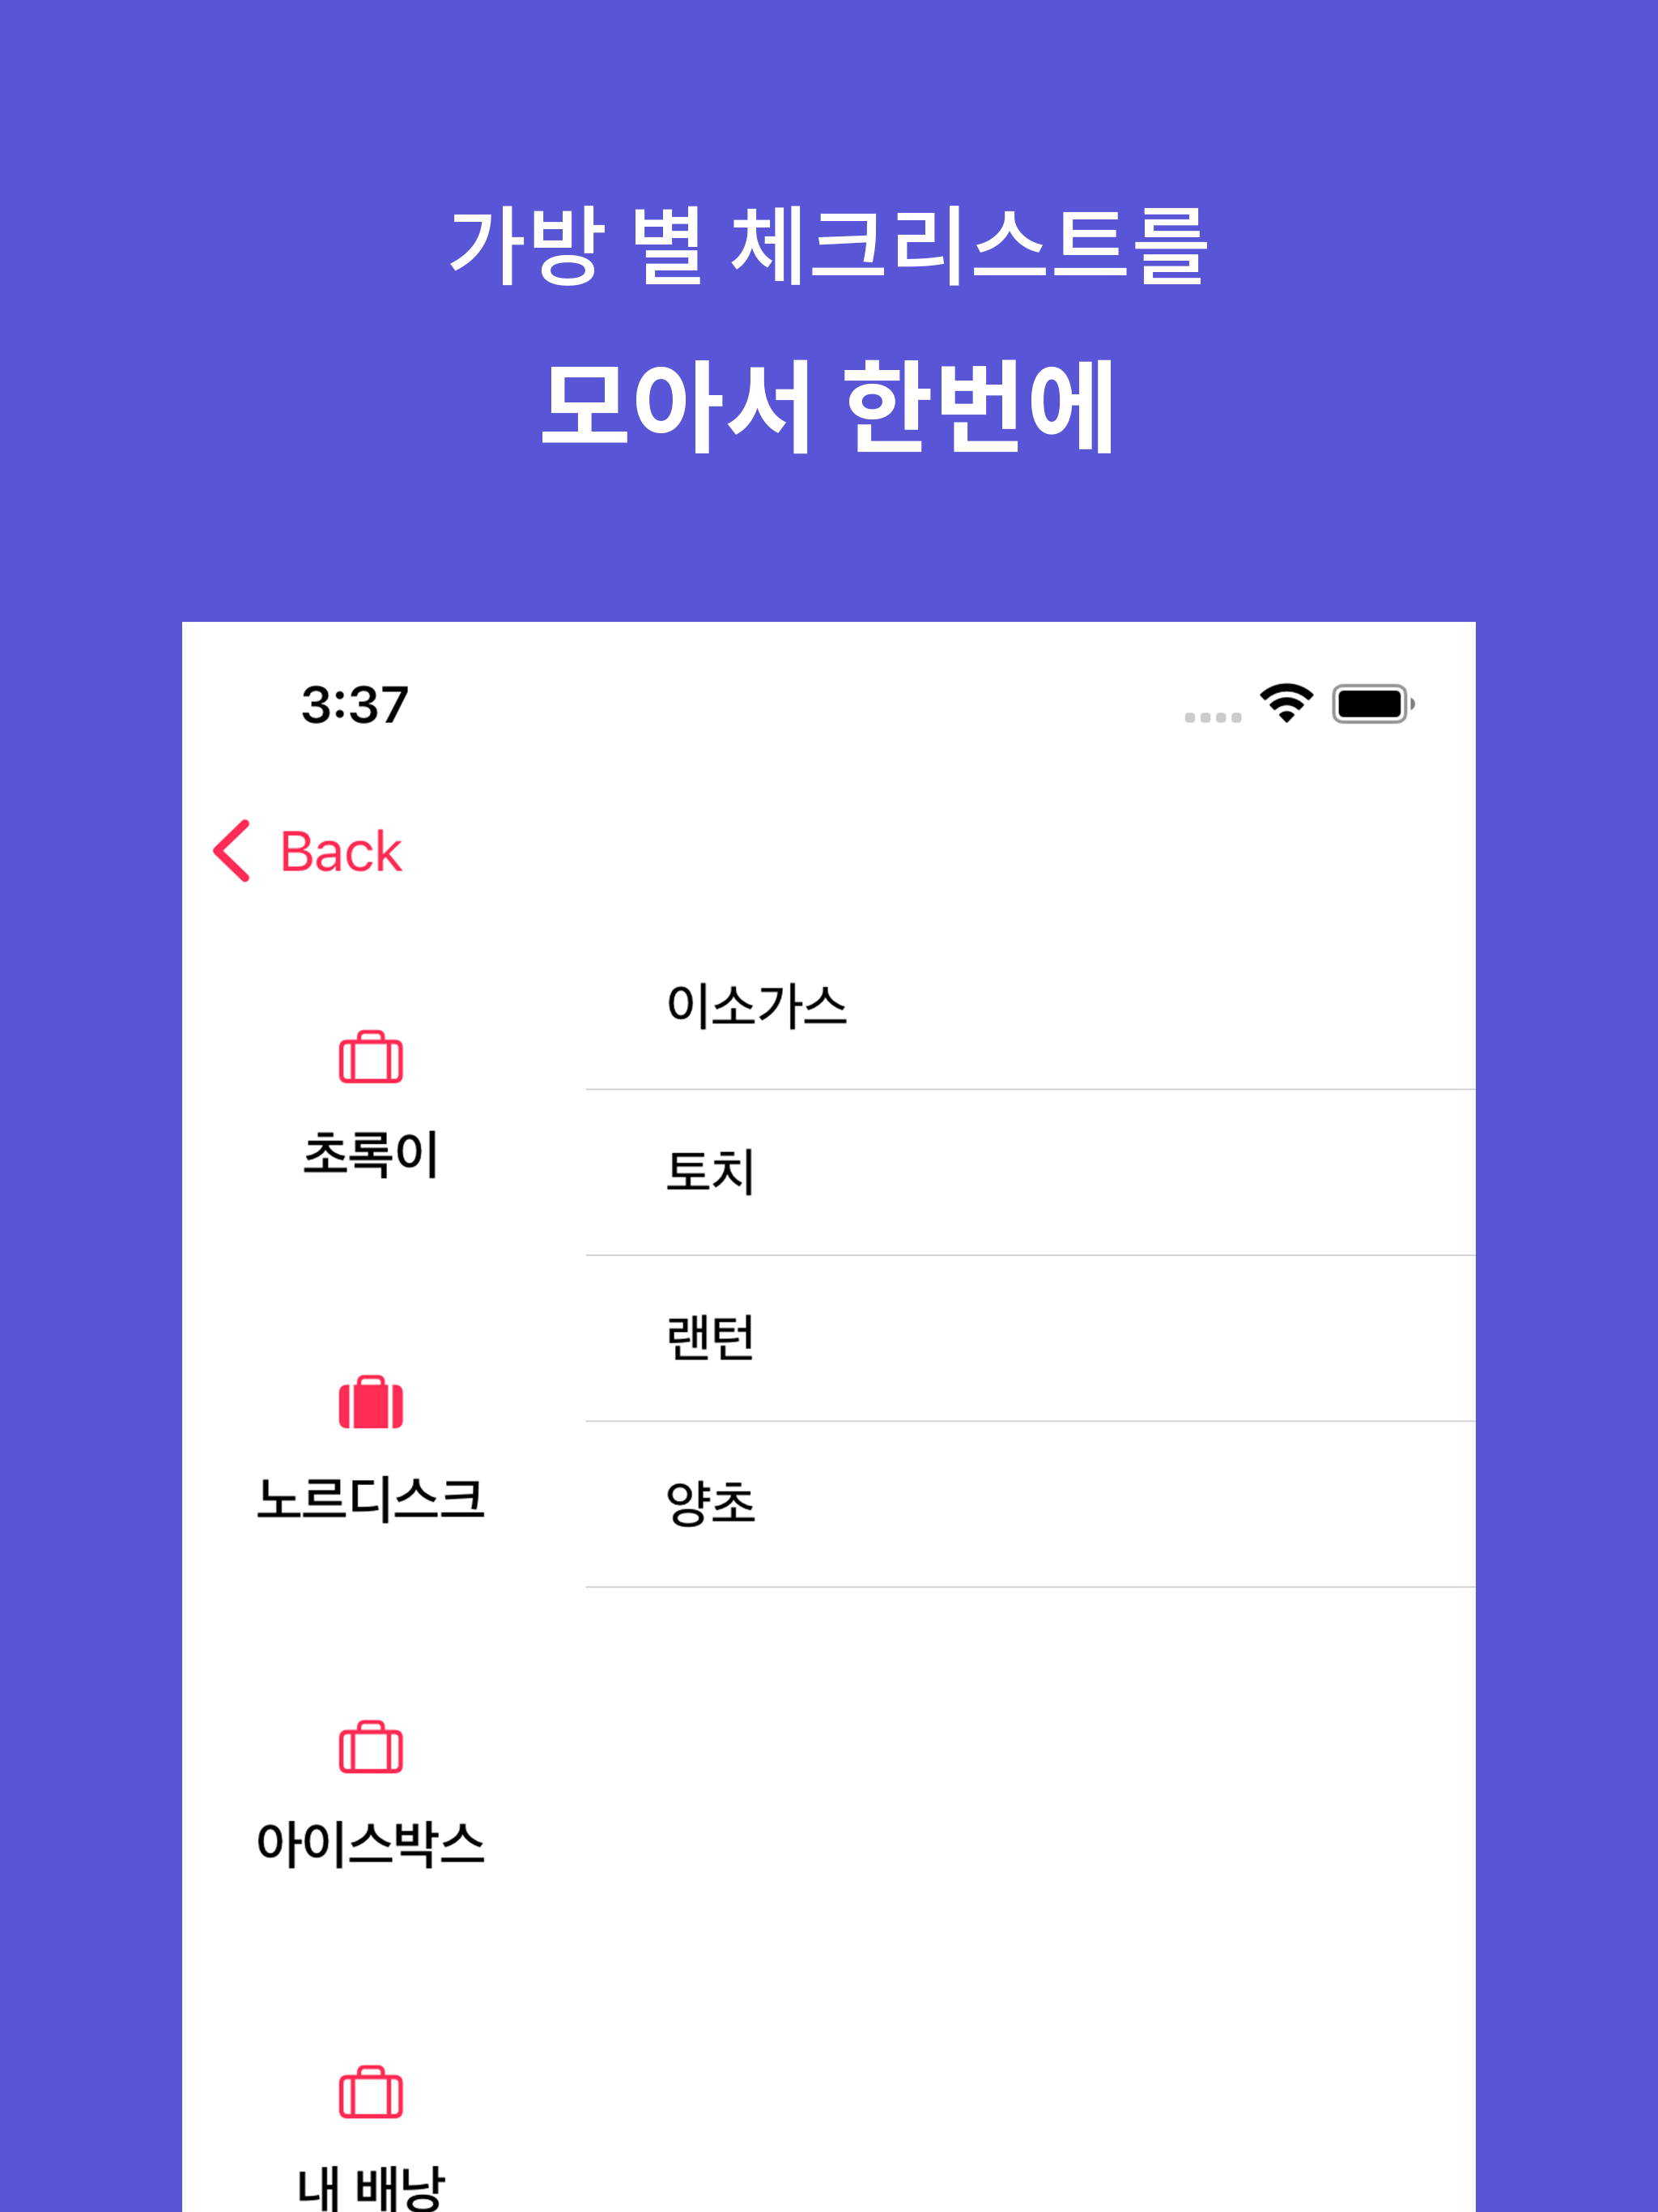 가방 별 체크리스트를
모아서 한번에
3:37
Back
초록이
노르디스크
아이스박스
내 배낭
이소가스
토치
랜턴
양초